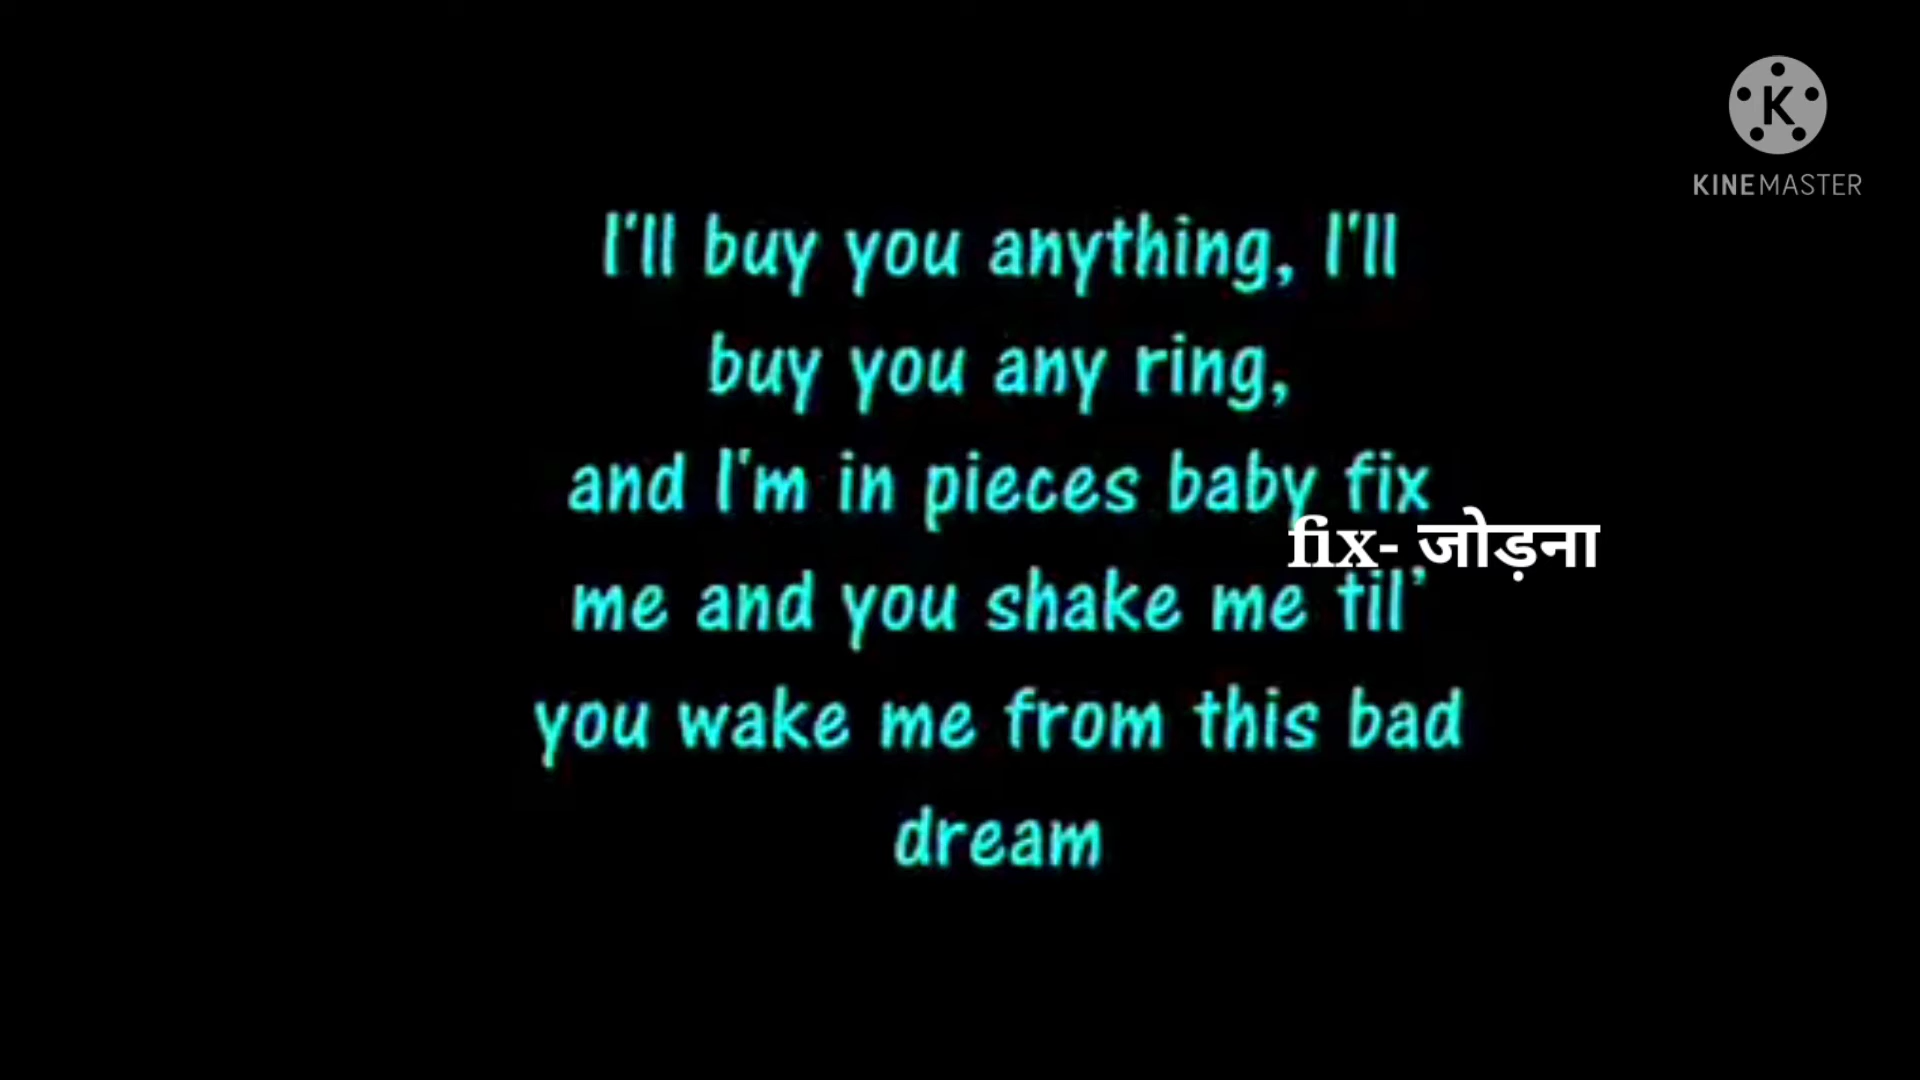 K
KINEMASTER
I'll buy you anything, I'll
buy you any ring,
and I'm in pieces baby fix
fix- जोड़ना
me and you shake me til’
you wake me from this bad
dream